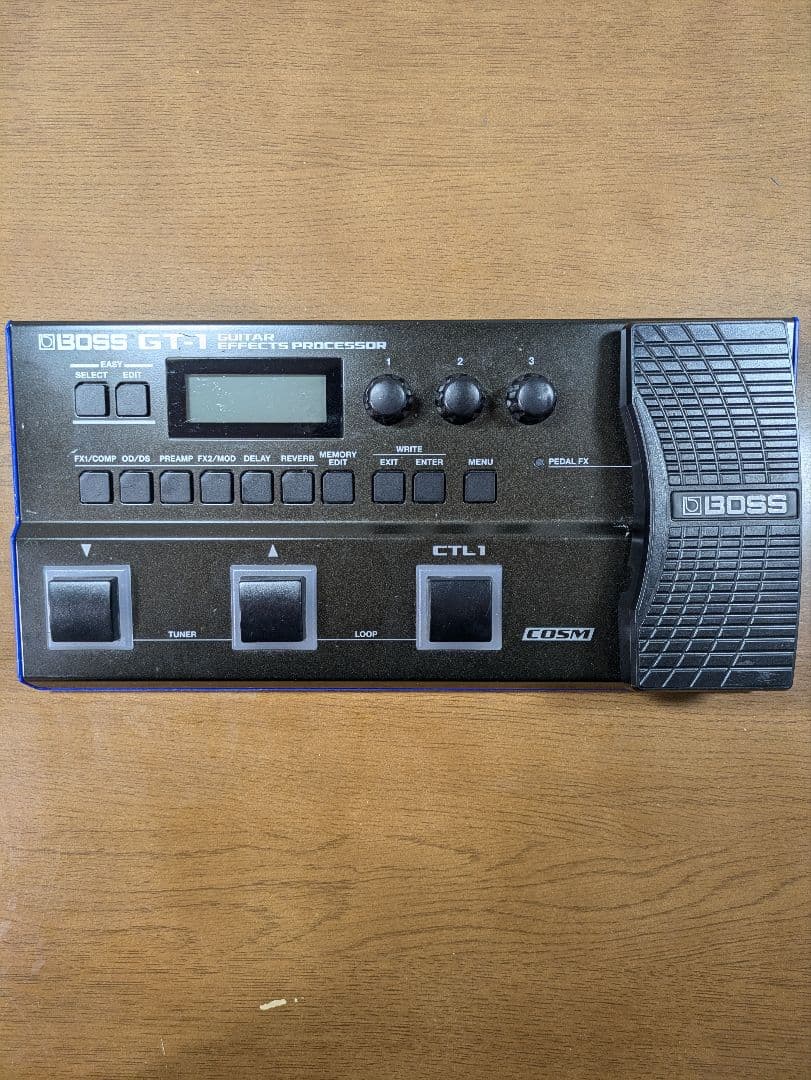 BOSS GT-1 GUITAR EFFECTS PROCESSOR
EASY
SELECT EDIT
1 2 3
FX1/COMP OD/DS PREAMP FX2/MOD DELAY REVERB MEMORY EDIT
WRITE
EXIT ENTER
MENU
PEDAL FX
BOSS
▼ ▲ CTL1
TUNER LOOP
COSM